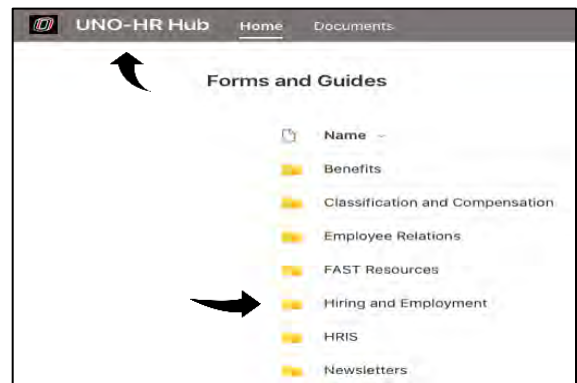 UNO-HR Hub Home Documents
Forms and Guides
Name
Benefits
Classification and Compensation
Employee Relations
FAST Resources
Hiring and Employment
HRIS
Newsletters